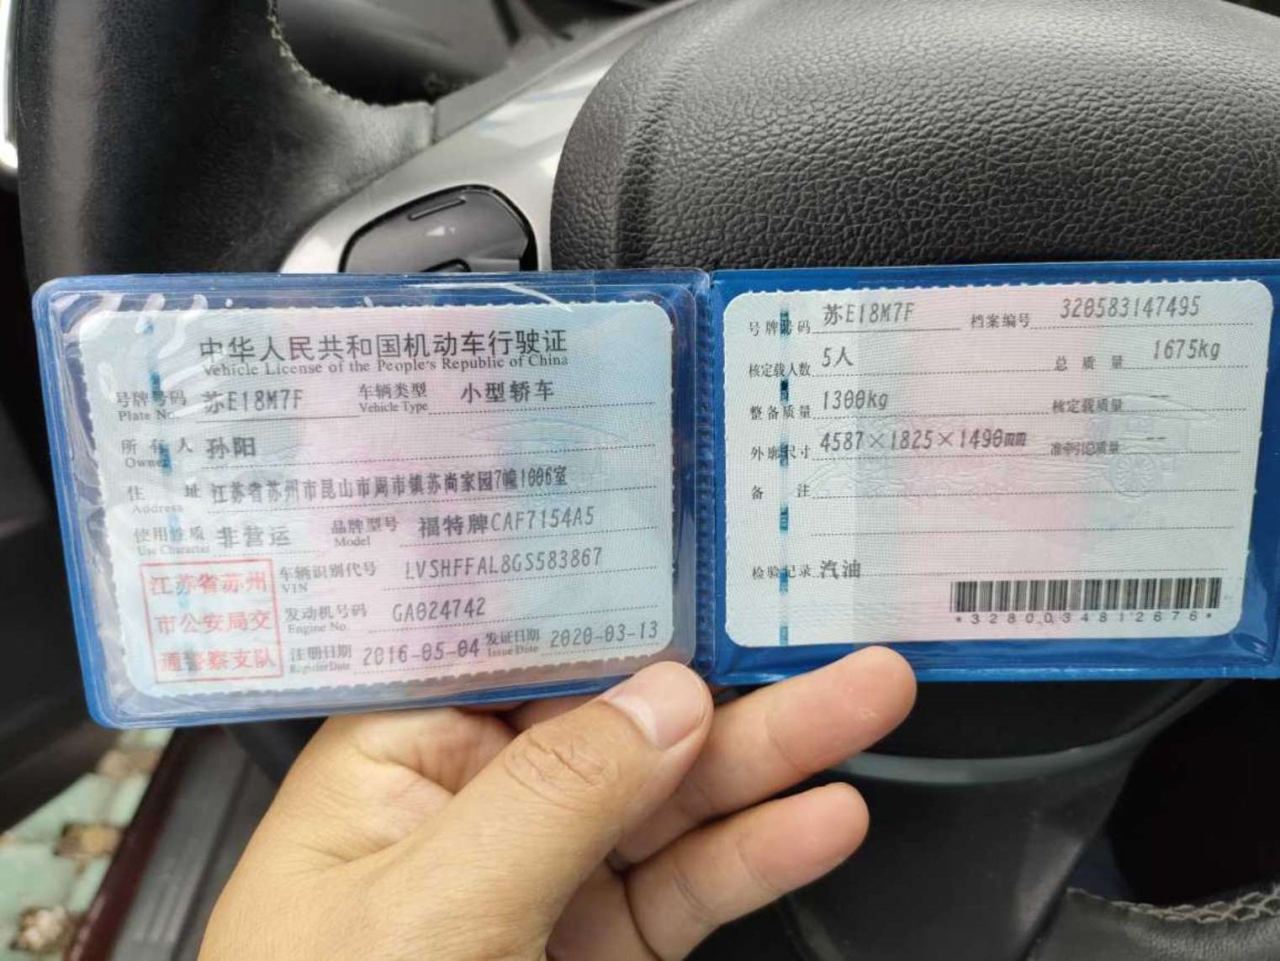 中华人民共和国机动车行驶证
Vehicle License of the People's Republic of China
号牌号码 苏E18M7F 车辆类型 小型轿车
Plate No. Vehicle Type
所有人 孙阳
Owner
住址 江苏省苏州市昆山市周市镇苏尚家园7幢1006室
Address
使用性质 非营运 品牌型号 福特牌CAF7154A5
Use Character Model
江苏省苏州
市公安局交
通警察支队
车辆识别代号 LVSHFFAL8GS583867
VIN
发动机号码 GA024742
Engine No.
注册日期 2016-05-04 发证日期 2020-03-13
Register Date Issue Date
号牌号码 苏E18M7F 档案编号 320583147495
核定载人数 5人 总质量 1675kg
整备质量 1300kg 核定载质量 --
外廓尺寸 4587×1825×1490mm 准牵引总质量 --
备注
检验记录 汽油
*3280034812676*